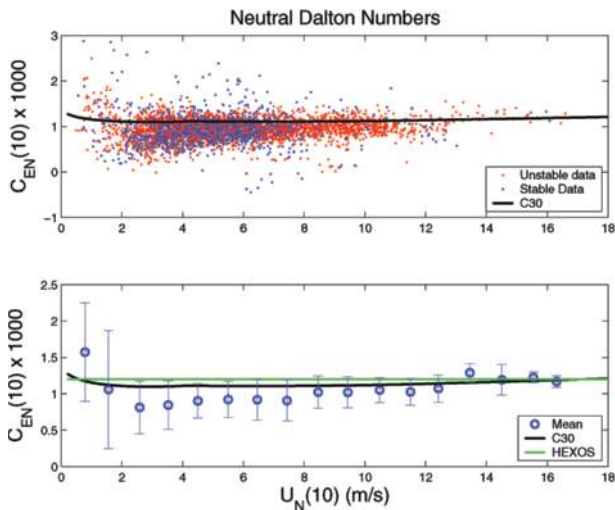 Neutral Dalton Numbers
C_EN(10) x 1000
3
2
1
0
−1
0 2 4 6 8 10 12 14 16 18
Unstable data
Stable Data
C30
C_EN(10) x 1000
2.5
2
1.5
1
0.5
0
0 2 4 6 8 10 12 14 16 18
Mean
C30
HEXOS
U_N(10) (m/s)